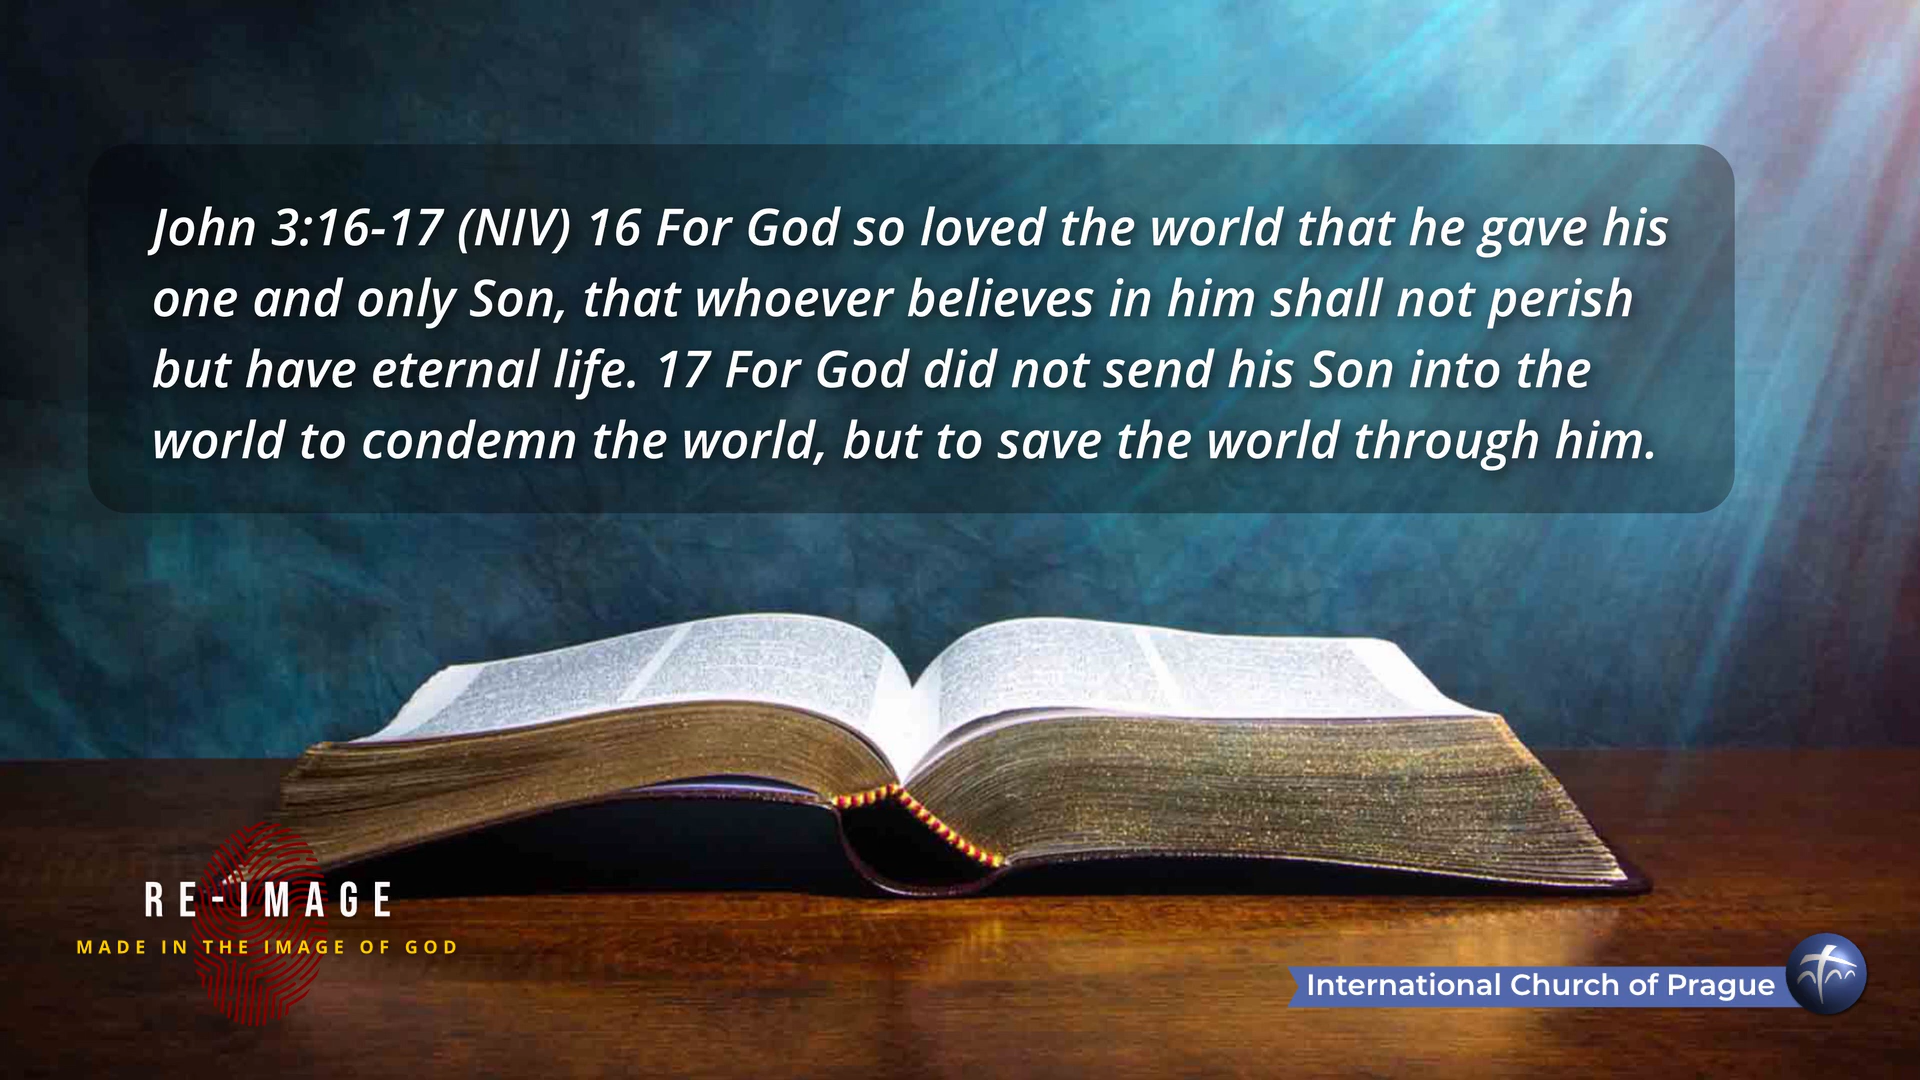 John 3:16-17 (NIV) 16 For God so loved the world that he gave his
one and only Son, that whoever believes in him shall not perish
but have eternal life. 17 For God did not send his Son into the
world to condemn the world, but to save the world through him.
RE-IMAGE
MADE IN THE IMAGE OF GOD
International Church of Prague